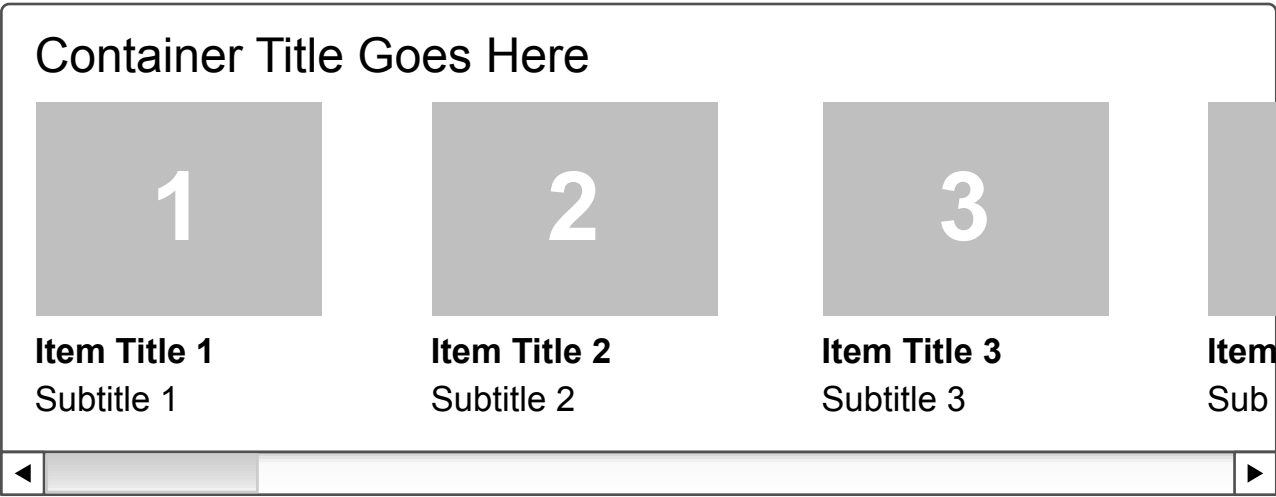 Container Title Goes Here
1
2
3
Item Title 1
Item Title 2
Item Title 3
Item
Subtitle 1
Subtitle 2
Subtitle 3
Sub